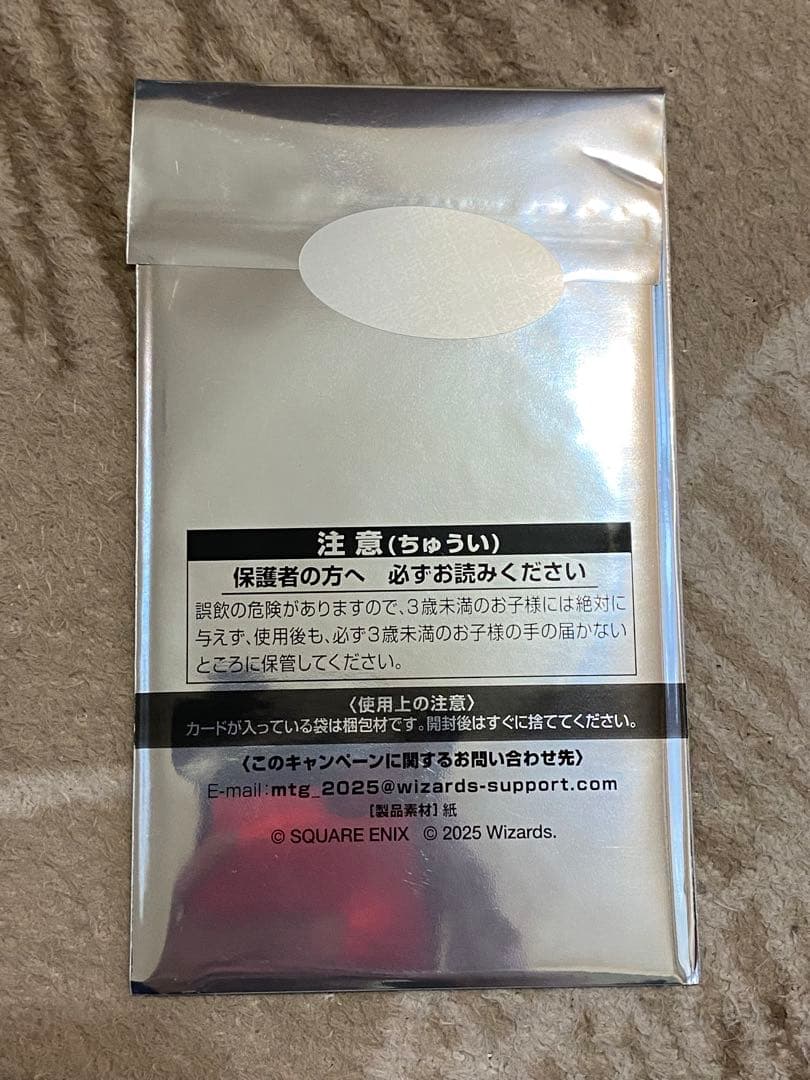 注意(ちゅうい)
保護者の方へ 必ずお読みください
誤飲の危険がありますので、3歳未満のお子様には絶対に
与えず、使用後も、必ず3歳未満のお子様の手の届かない
ところに保管してください。
〈使用上の注意〉
カードが入っている袋は梱包材です。開封後はすぐに捨ててください。
〈このキャンペーンに関するお問い合わせ先〉
E-mail:mtg_2025@wizards-support.com
[製品素材]紙
© SQUARE ENIX © 2025 Wizards.